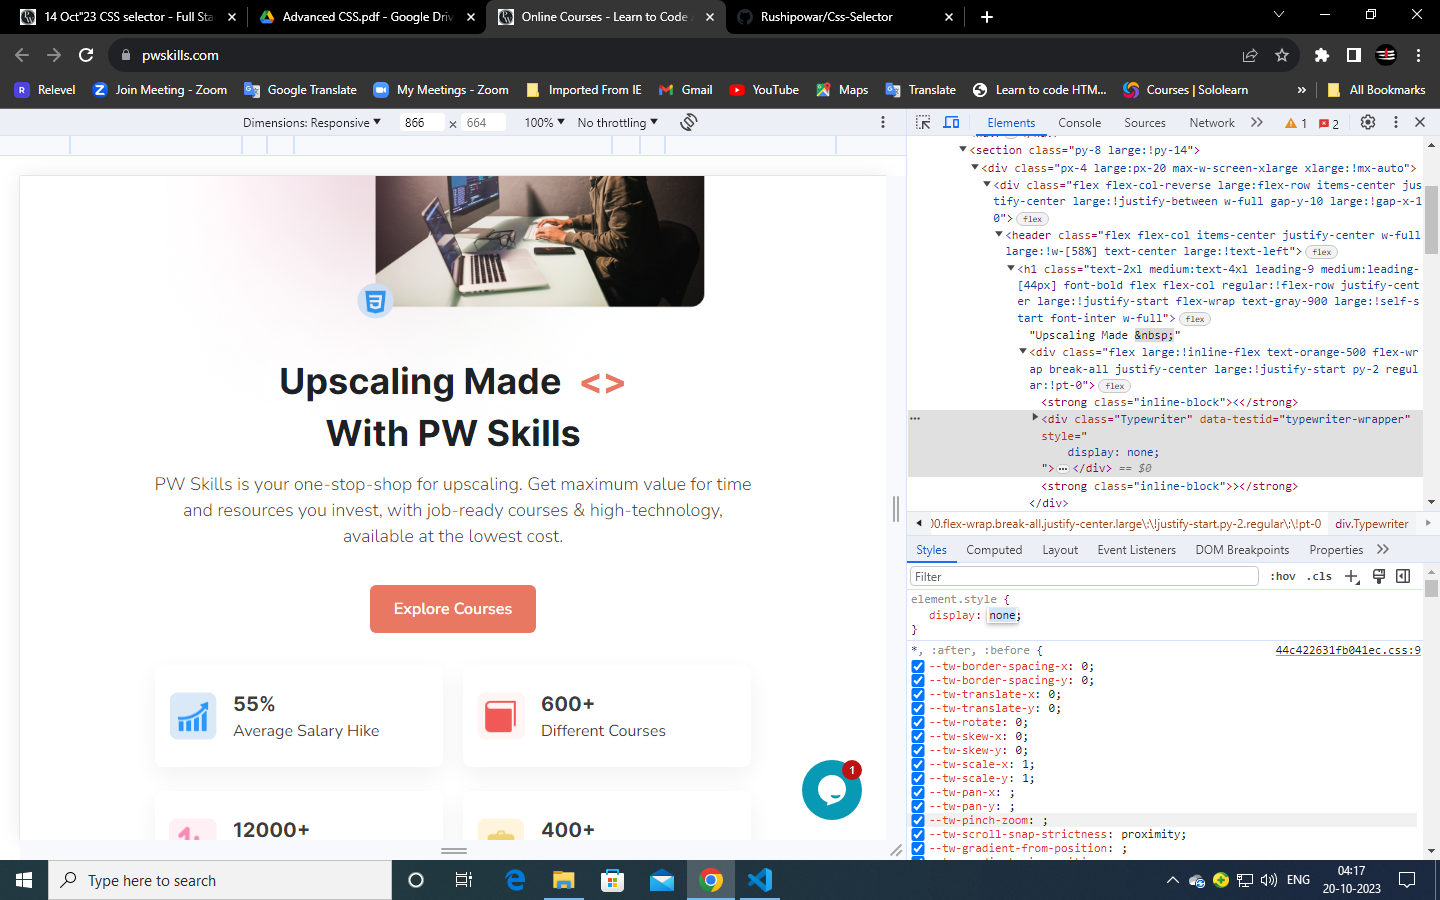 14 Oct"23 CSS selector - Full Sta
Advanced CSS.pdf - Google Driv
Online Courses - Learn to Code
Rushipowar/Css-Selector
pwskills.com
Relevel
Join Meeting - Zoom
Google Translate
My Meetings - Zoom
Imported From IE
Gmail
YouTube
Maps
Translate
Learn to code HTM...
Courses | Sololearn
»
All Bookmarks
Dimensions: Responsive
866 x 664
100%
No throttling
Elements
Console
Sources
Network
1
2
<section class="py-8 large:!py-14">
<div class="px-4 large:px-20 max-w-screen-xlarge xlarge:!mx-auto">
<div class="flex flex-col-reverse large:flex-row items-center jus
tify-center large:!justify-between w-full gap-y-10 large:!gap-x-1
0"> flex
<header class="flex flex-col items-center justify-center w-full
large:!w-[58%] text-center large:!text-left"> flex
<h1 class="text-2xl medium:text-4xl leading-9 medium:leading-
[44px] font-bold flex flex-col regular:!flex-row justify-cent
er large:!justify-start flex-wrap text-gray-900 large:!self-s
tart font-inter w-full"> flex
"Upscaling Made &nbsp;"
<div class="flex large:!inline-flex text-orange-500 flex-wr
ap break-all justify-center large:!justify-start py-2 regul
ar:!pt-0"> flex
<strong class="inline-block"><</strong>
<div class="Typewriter" data-testid="typewriter-wrapper"
style="
display: none;
"> … </div> == $0
<strong class="inline-block">></strong>
</div>
00.flex-wrap.break-all.justify-center.large\:\!justify-start.py-2.regular\:\!pt-0
div.Typewriter
Styles
Computed
Layout
Event Listeners
DOM Breakpoints
Properties
Filter
:hov
.cls
element.style {
display: none;
}
*, :after, :before {
44c422631fb041ec.css:9
--tw-border-spacing-x: 0;
--tw-border-spacing-y: 0;
--tw-translate-x: 0;
--tw-translate-y: 0;
--tw-rotate: 0;
--tw-skew-x: 0;
--tw-skew-y: 0;
--tw-scale-x: 1;
--tw-scale-y: 1;
--tw-pan-x: ;
--tw-pan-y: ;
--tw-pinch-zoom: ;
--tw-scroll-snap-strictness: proximity;
--tw-gradient-from-position: ;
Upscaling Made <>
With PW Skills
PW Skills is your one-stop-shop for upscaling. Get maximum value for time
and resources you invest, with job-ready courses & high-technology,
available at the lowest cost.
Explore Courses
55%
Average Salary Hike
600+
Different Courses
12000+
400+
1
Type here to search
ENG
04:17
20-10-2023